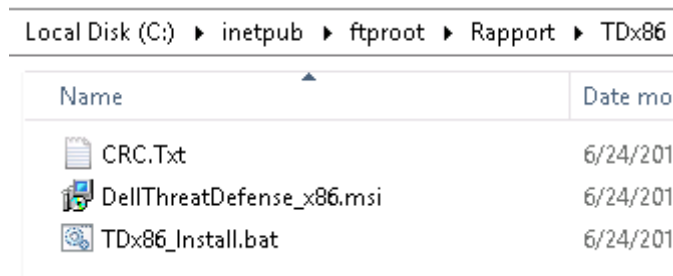 Local Disk (C:) ▸ inetpub ▸ ftproot ▸ Rapport ▸ TDx86
Name Date mo
CRC.Txt 6/24/201
DellThreatDefense_x86.msi 6/24/201
TDx86_Install.bat 6/24/201